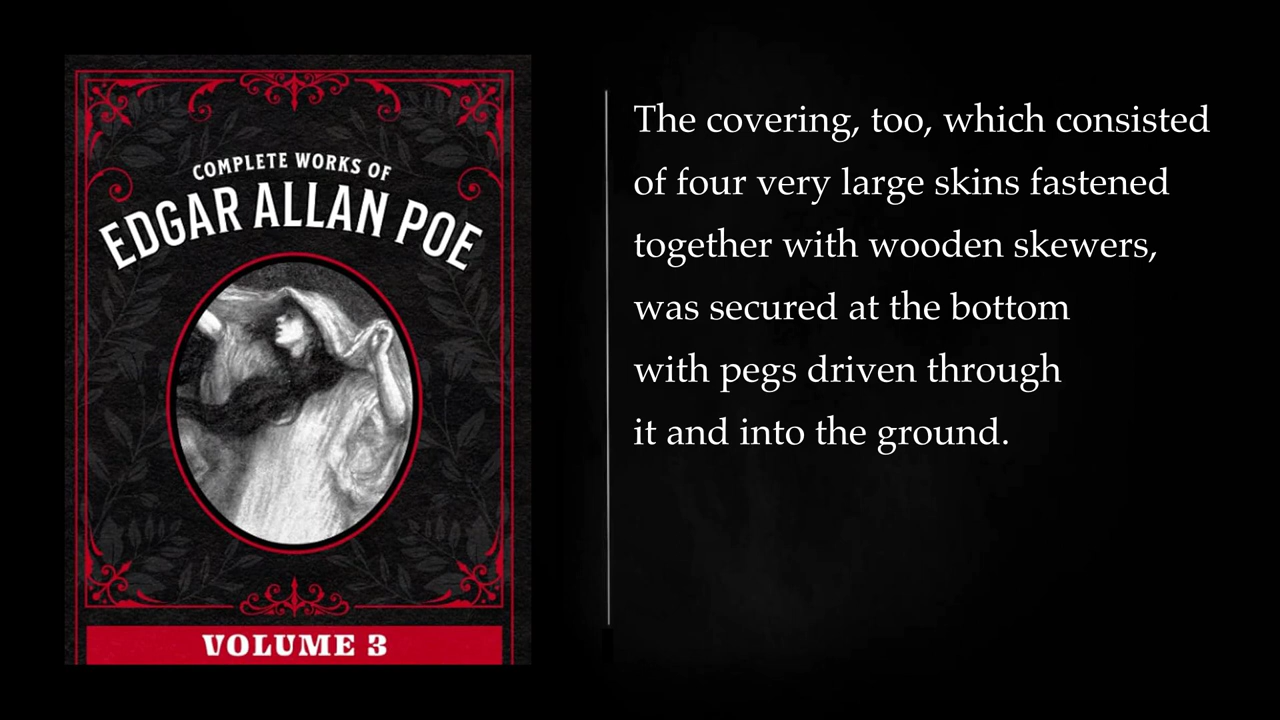 COMPLETE WORKS OF
EDGAR ALLAN POE
VOLUME 3
The covering, too, which consisted
of four very large skins fastened
together with wooden skewers,
was secured at the bottom
with pegs driven through
it and into the ground.